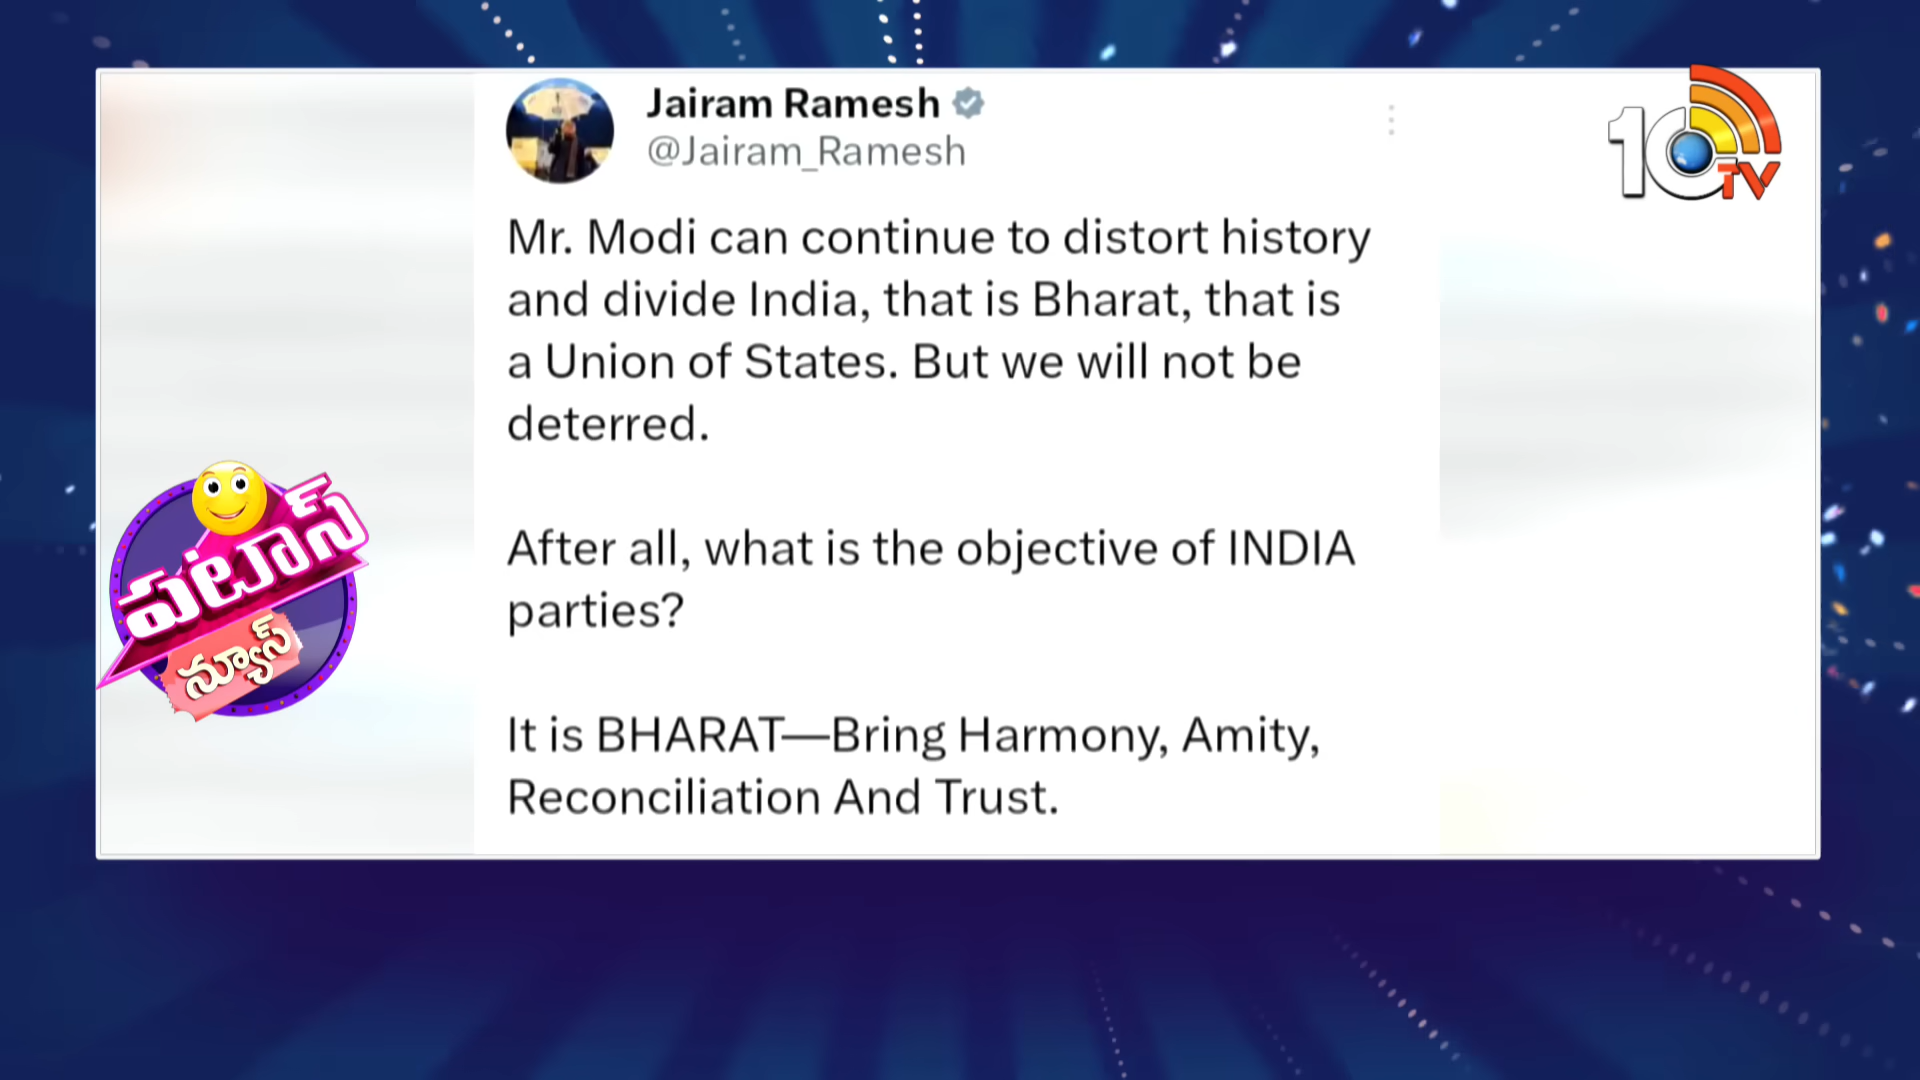 Jairam Ramesh
@Jairam_Ramesh
10TV
Mr. Modi can continue to distort history
and divide India, that is Bharat, that is
a Union of States. But we will not be
deterred.
After all, what is the objective of INDIA
parties?
It is BHARAT—Bring Harmony, Amity,
Reconciliation And Trust.
పటాస్
న్యూస్